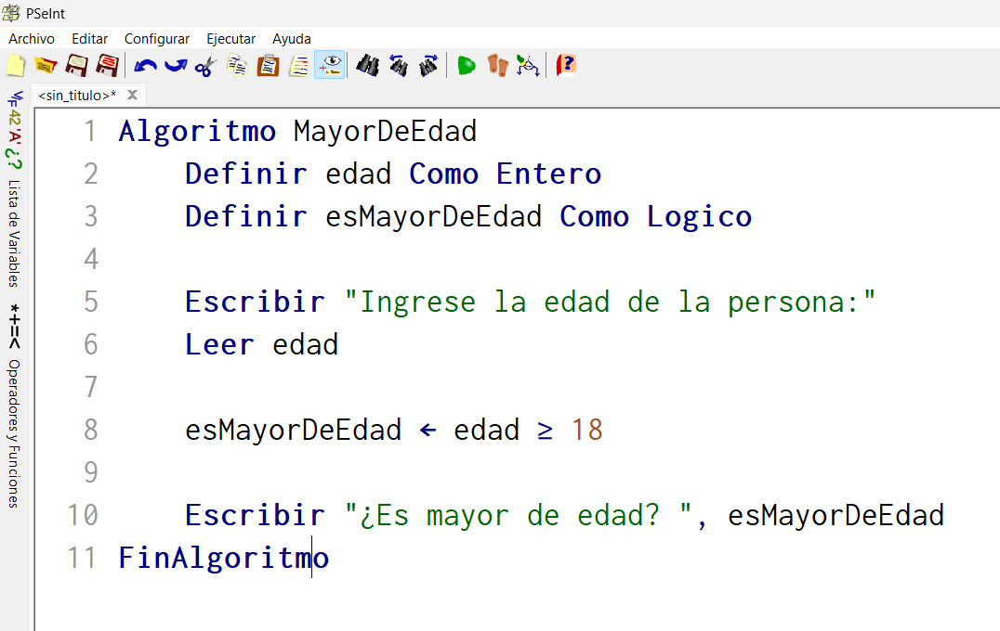 PSeInt
Archivo Editar Configurar Ejecutar Ayuda
<sin_titulo>* X
1 Algoritmo MayorDeEdad
2 Definir edad Como Entero
3 Definir esMayorDeEdad Como Logico
4
5 Escribir "Ingrese la edad de la persona:"
6 Leer edad
7
8 esMayorDeEdad ← edad ≥ 18
9
10 Escribir "¿Es mayor de edad? ", esMayorDeEdad
11 FinAlgoritmo
42 'A' ¿? Lista de Variables
*+=< Operadores y Funciones